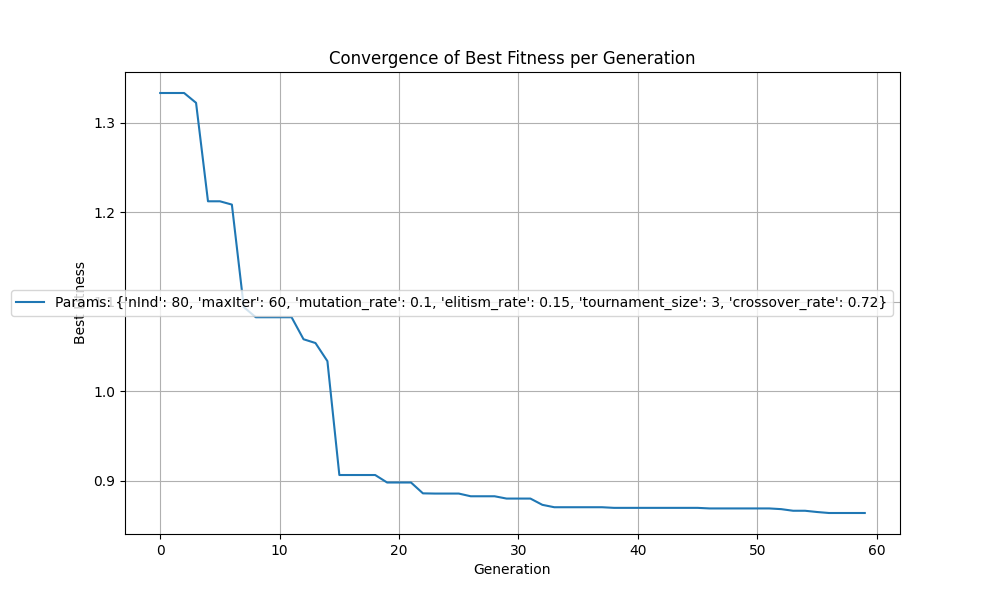 Convergence of Best Fitness per Generation
1.3
1.2
Params: {'nInd': 80, 'maxIter': 60, 'mutation_rate': 0.1, 'elitism_rate': 0.15, 'tournament_size': 3, 'crossover_rate': 0.72}
1.0
0.9
0 10 20 30 40 50 60
Generation
Best